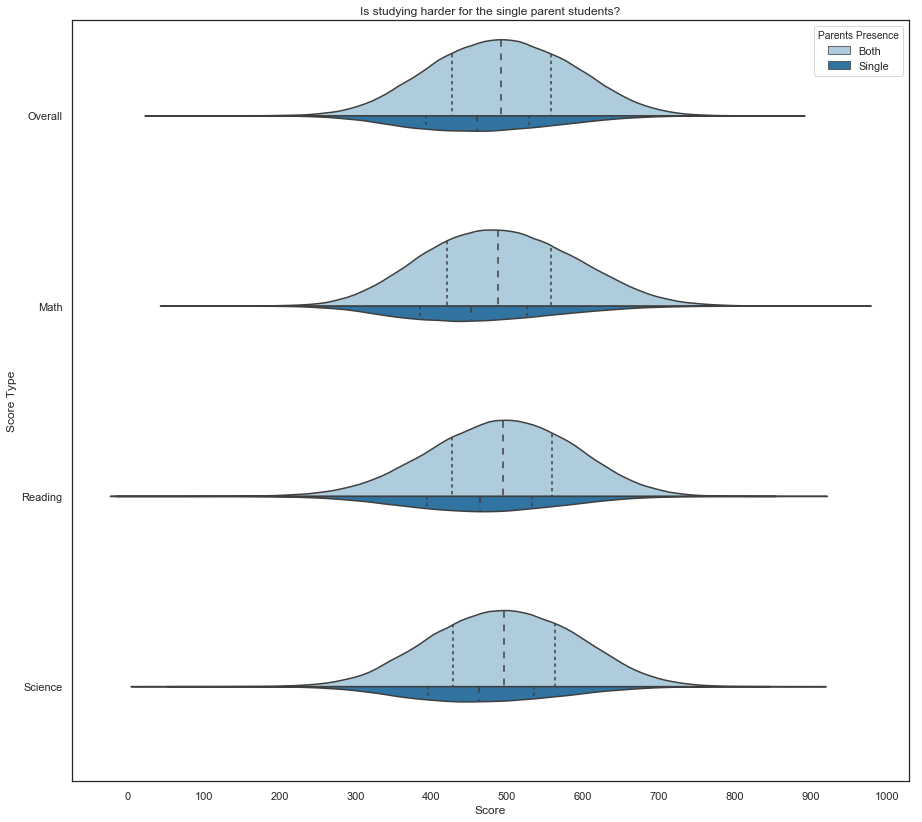 Is studying harder for the single parent students?
Parents Presence
Both
Single
Overall
Math
Reading
Science
Score Type
0 100 200 300 400 500 600 700 800 900 1000
Score